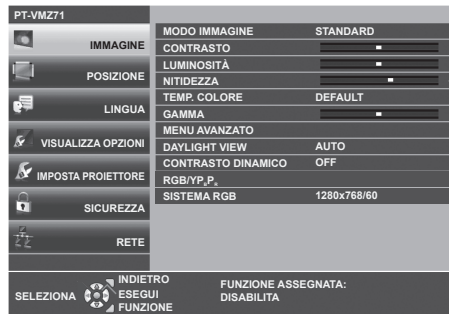 PT-VMZ71
IMMAGINE
POSIZIONE
LINGUA
VISUALIZZA OPZIONI
IMPOSTA PROIETTORE
SICUREZZA
RETE
MODO IMMAGINE STANDARD
CONTRASTO
LUMINOSITÀ
NITIDEZZA
TEMP. COLORE DEFAULT
GAMMA
MENU AVANZATO
DAYLIGHT VIEW AUTO
CONTRASTO DINAMICO OFF
RGB/YPBPR
SISTEMA RGB 1280x768/60
SELEZIONA
INDIETRO
ESEGUI
FUNZIONE
FUNZIONE ASSEGNATA:
DISABILITA